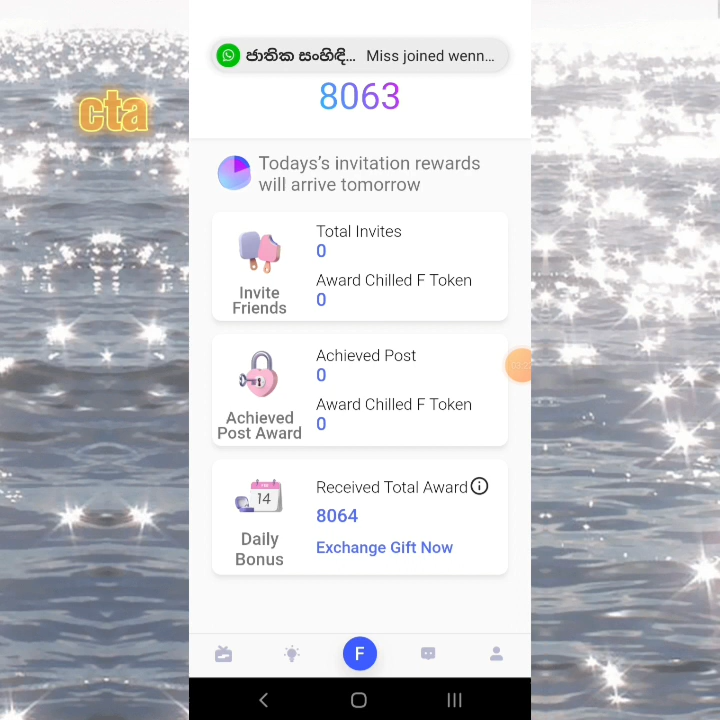 cta
ජාතික සංහිඳි... Miss joined wenn...
8063
Todays’s invitation rewards
will arrive tomorrow
Total Invites
0
Award Chilled F Token
0
Invite
Friends
Achieved Post
0
Award Chilled F Token
0
Achieved
Post Award
14
Received Total Award
8064
Exchange Gift Now
Daily
Bonus
F